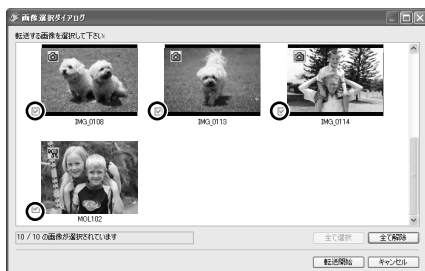 画像選択ダイアログ
転送する画像を選択して下さい
IMG_0108
IMG_0113
IMG_0114
MOL102
10 / 10 の画像が選択されています
全て選択
全て解除
転送開始
キャンセル